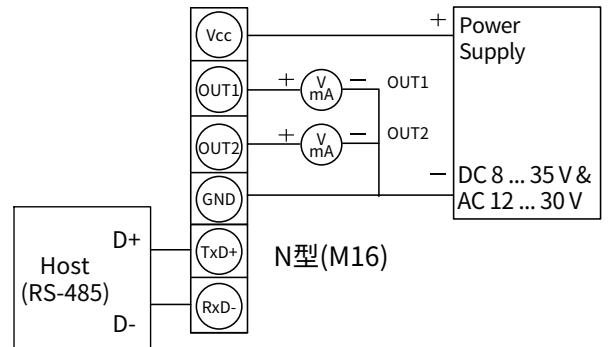 Vcc
+
Power
Supply
OUT1
+
V
mA
−
OUT1
OUT2
+
V
mA
−
OUT2
GND
−
DC 8 ... 35 V &
AC 12 ... 30 V
Host
(RS-485)
D+
D-
TxD+
RxD-
N型(M16)